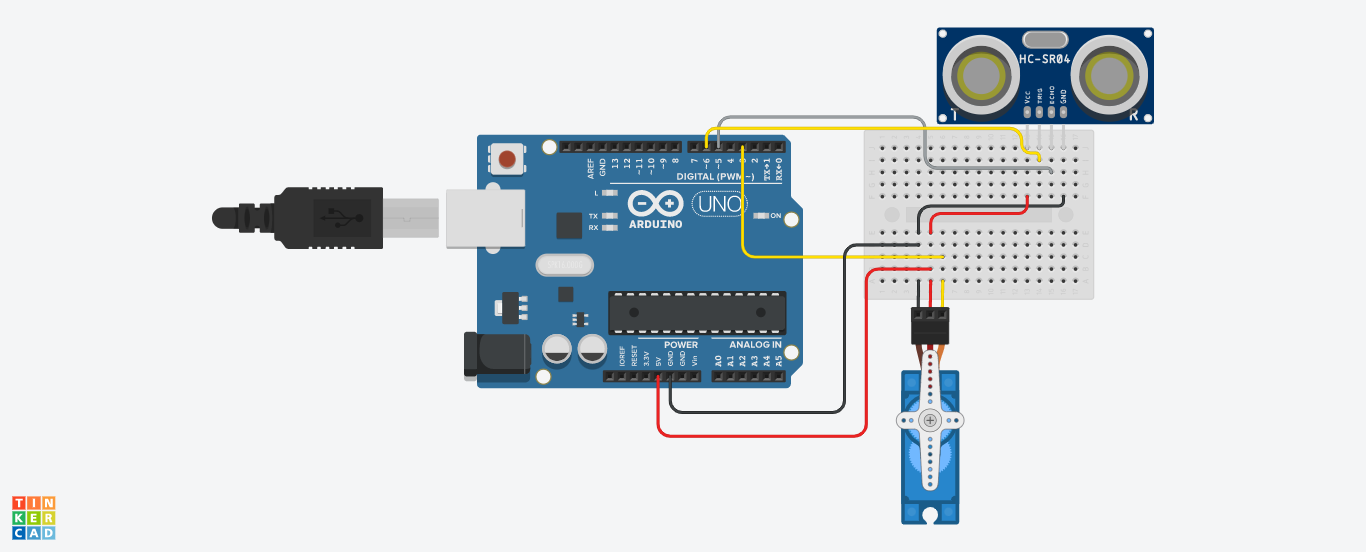 HC-SR04
VCC
TRIG
ECHO
GND
T
R
AREF
GND
13
12
~11
~10
~9
8
7
~6
~5
4
2
TX→1
RX←0
DIGITAL (PWM~)
L
TX
RX
ARDUINO
UNO
ON
POWER
ANALOG IN
IOREF
RESET
3.3V
5V
GND
GND
Vin
A0
A1
A2
A3
A4
A5
TIN
KER
CAD